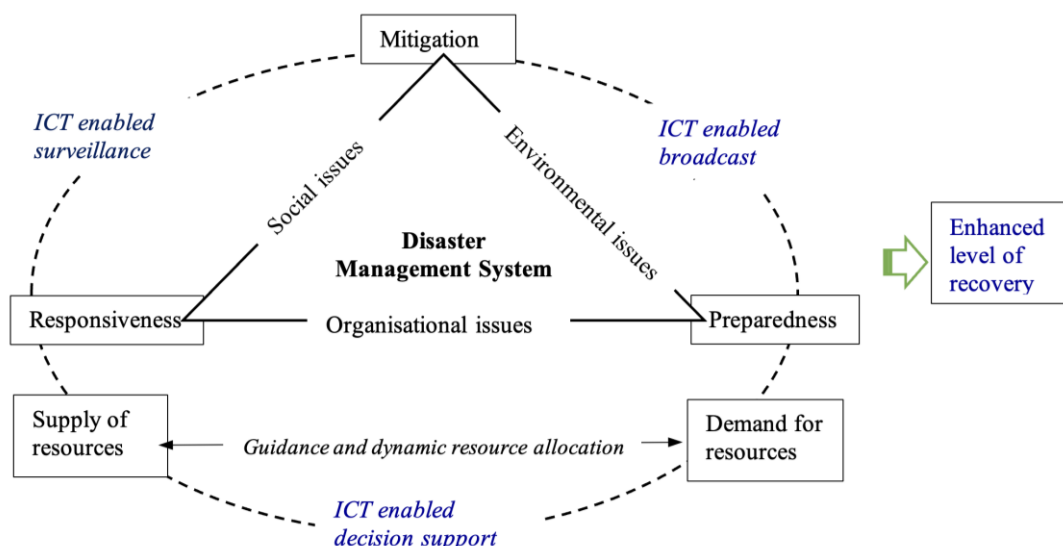 Mitigation
ICT enabled
surveillance
ICT enabled
broadcast
Social issues
Environmental issues
Enhanced
level of
recovery
Disaster
Management System
Responsiveness
Organisational issues
Preparedness
Supply of
resources
Guidance and dynamic resource allocation
Demand for
resources
ICT enabled
decision support